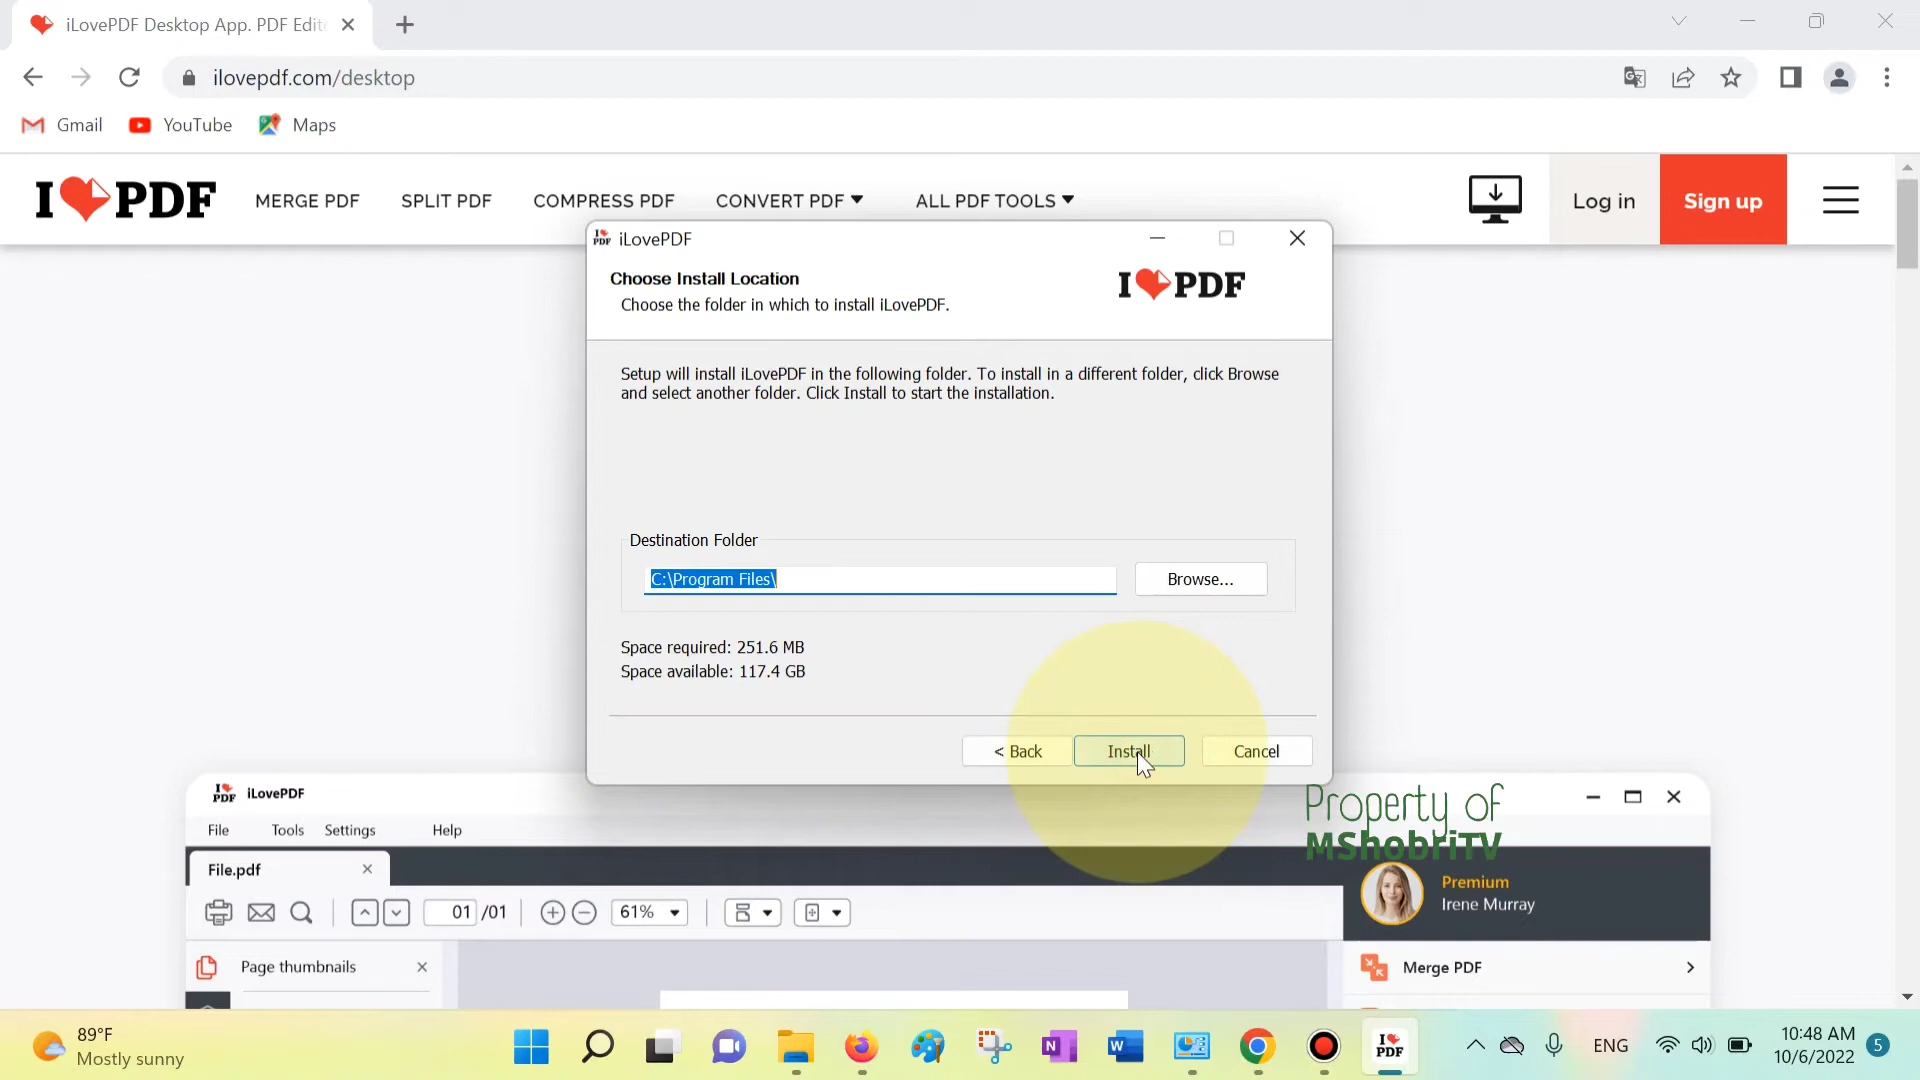 iLovePDF Desktop App. PDF Edit
ilovepdf.com/desktop
Gmail
YouTube
Maps
I PDF
MERGE PDF
SPLIT PDF
COMPRESS PDF
CONVERT PDF
ALL PDF TOOLS
Log in
Sign up
I PDF iLovePDF
Choose Install Location
Choose the folder in which to install iLovePDF.
I PDF
Setup will install iLovePDF in the following folder. To install in a different folder, click Browse
and select another folder. Click Install to start the installation.
Destination Folder
C:\Program Files\
Browse...
Space required: 251.6 MB
Space available: 117.4 GB
< Back
Install
Cancel
Property of
MShobriTV
I PDF iLovePDF
File
Tools
Settings
Help
File.pdf
01 /01
61%
Premium
Irene Murray
Page thumbnails
Merge PDF
89°F
Mostly sunny
N
W
I PDF
ENG
10:48 AM
10/6/2022
5